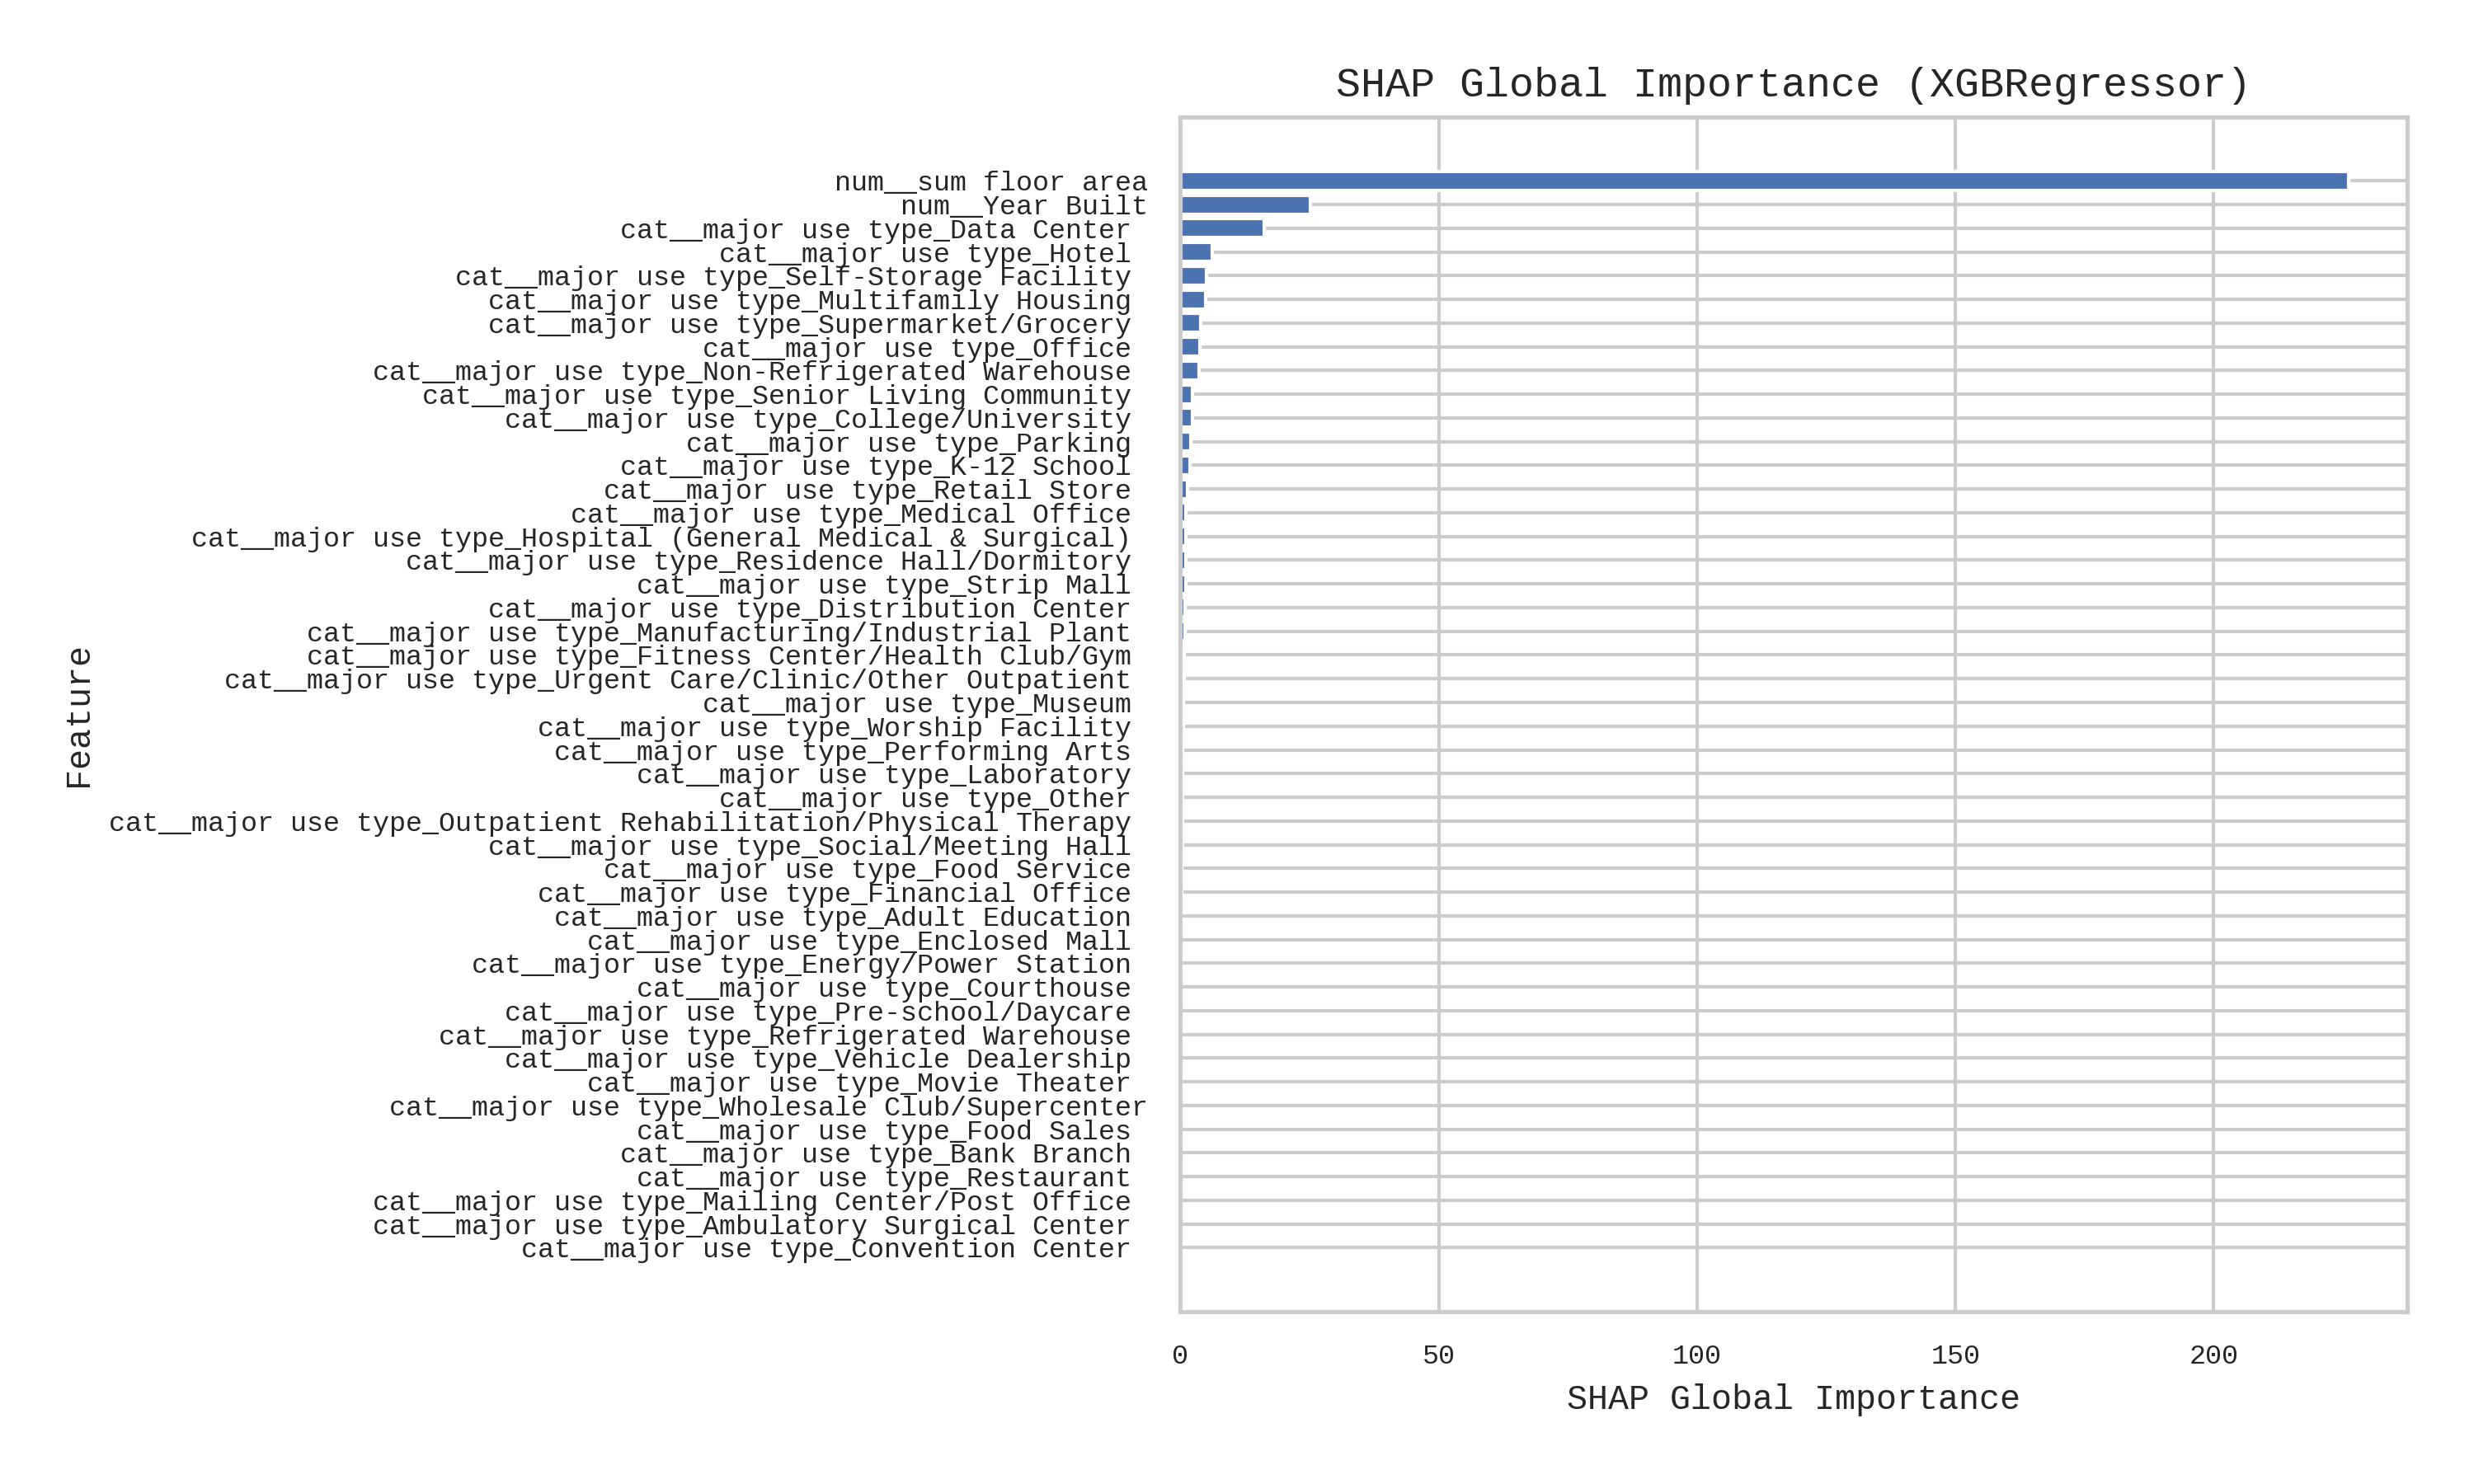 SHAP Global Importance (XGBRegressor)
num__sum floor area
num__Year Built
cat__major use type_Data Center
cat__major use type_Hotel
cat__major use type_Self-Storage Facility
cat__major use type_Multifamily Housing
cat__major use type_Supermarket/Grocery
cat__major use type_Office
cat__major use type_Non-Refrigerated Warehouse
cat__major use type_Senior Living Community
cat__major use type_College/University
cat__major use type_Parking
cat__major use type_K-12 School
cat__major use type_Retail Store
cat__major use type_Medical Office
cat__major use type_Hospital (General Medical & Surgical)
cat__major use type_Residence Hall/Dormitory
cat__major use type_Strip Mall
cat__major use type_Distribution Center
cat__major use type_Manufacturing/Industrial Plant
cat__major use type_Fitness Center/Health Club/Gym
cat__major use type_Urgent Care/Clinic/Other Outpatient
cat__major use type_Museum
cat__major use type_Worship Facility
cat__major use type_Performing Arts
cat__major use type_Laboratory
cat__major use type_Other
cat__major use type_Outpatient Rehabilitation/Physical Therapy
cat__major use type_Social/Meeting Hall
cat__major use type_Food Service
cat__major use type_Financial Office
cat__major use type_Adult Education
cat__major use type_Enclosed Mall
cat__major use type_Energy/Power Station
cat__major use type_Courthouse
cat__major use type_Pre-school/Daycare
cat__major use type_Refrigerated Warehouse
cat__major use type_Vehicle Dealership
cat__major use type_Movie Theater
cat__major use type_Wholesale Club/Supercenter
cat__major use type_Food Sales
cat__major use type_Bank Branch
cat__major use type_Restaurant
cat__major use type_Mailing Center/Post Office
cat__major use type_Ambulatory Surgical Center
cat__major use type_Convention Center
Feature
0 50 100 150 200
SHAP Global Importance